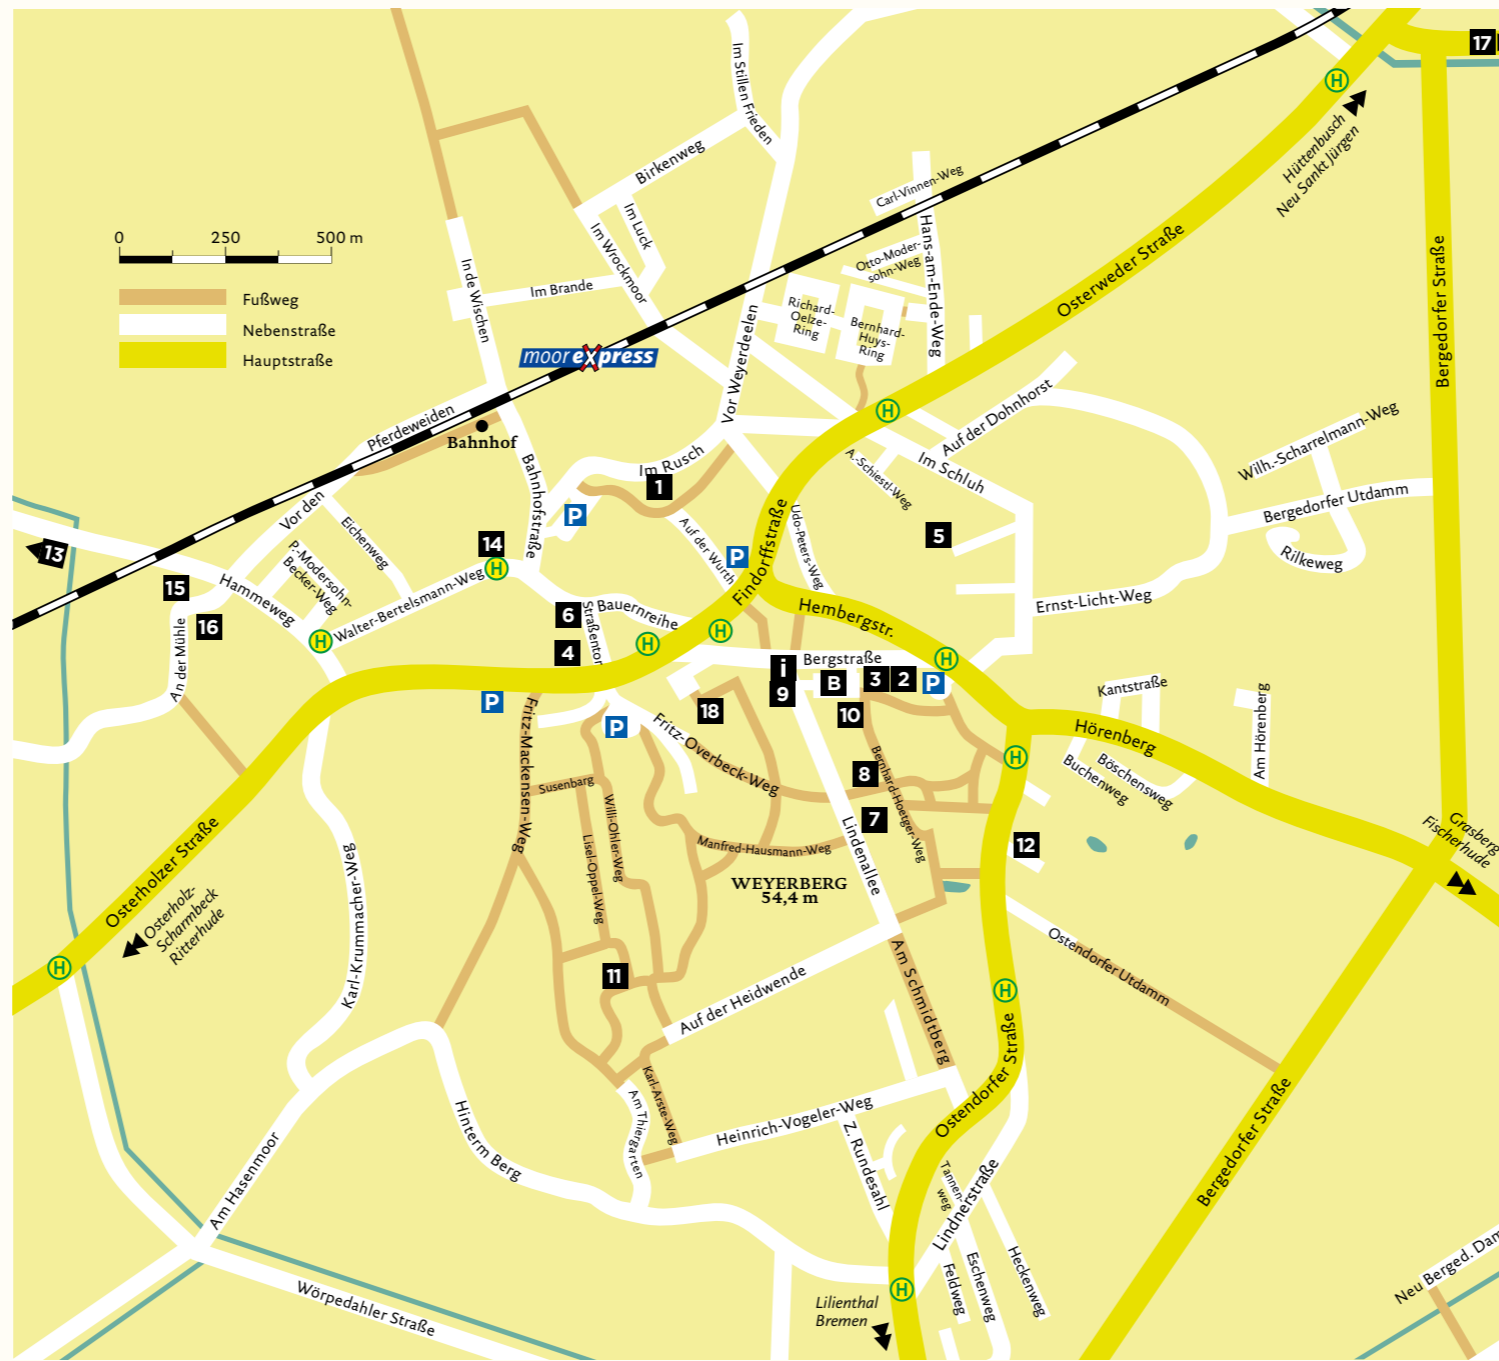 17
H
Hüttenbusch
Neu Sankt Jürgen
Im Stillen Frieden
Birkenweg
Im Luck
Im Wrockmoor
Carl-Vinnen-Weg
Hans-am-Ende-Weg
Otto-Moder-
sohn-Weg
Richard-
Oelze-
Ring
Bernhard-
Huys-
Ring
Osterweder Straße
Bergedorfer Straße
0 250 500 m
Fußweg
Nebenstraße
Hauptstraße
In de Wischen
Im Brande
moorexpress
Vor Weyerdeelen
Pferdeweiden
Bahnhof
Bahnhofstraße
H
Auf der Dohnhorst
Im Schluh
A.-Schiestl-Weg
Wilh.-Scharrelmann-Weg
Bergedorfer Utdamm
Rilkeweg
Im Rusch
1
P
Auf der Wurth
P
Findorffstraße
Udo-Peters-Weg
5
Vor den
Eichenweg
P.-Modersohn-
Becker-Weg
13
14
H
15
16
Hammeweg
H
Walter-Bertelsmann-Weg
An der Mühle
6
Straßentor
Bauernreihe
4
H
H
Hembergstr.
Ernst-Licht-Weg
Bergstraße
H
i
9
B
3
2
P
10
P
P
18
Fritz-Mackensen-Weg
Fritz-Overbeck-Weg
Kantstraße
Am Hörenberg
Hörenberg
H
Buchenweg
Böschensweg
Susenbarg
Willi-Ohler-Weg
Lisel-Oppel-Weg
8
7
Bernhard-Hoetger-Weg
Manfred-Hausmann-Weg
Lindenallee
12
WEYERBERG
54,4 m
Grasberg
Fischerhude
Osterholzer Straße
Osterholz-
Scharmbeck
Ritterhude
H
Karl-Krummacher-Weg
11
Auf der Heidwende
Am Schmidtberg
Ostendorfer Utdamm
H
Ostendorfer Straße
Karl-Arste-Weg
Am Thiergarten
Heinrich-Vogeler-Weg
Z. Rundesahl
Hinterm Berg
Am Hasenmoor
Bergedorfer Straße
Tannen-
weg
Lindnerstraße
Feldweg
Eschenweg
Heckenweg
H
Lilienthal
Bremen
Wörpedahler Straße
Neu Berged. Dam